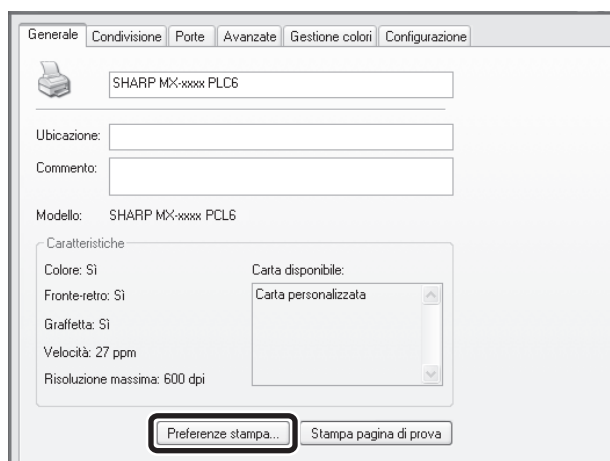 Generale Condivisione Porte Avanzate Gestione colori Configurazione
SHARP MX-xxxx PLC6
Ubicazione:
Commento:
Modello: SHARP MX-xxxx PCL6
Caratteristiche
Colore: Sì Carta disponibile:
Fronte-retro: Sì Carta personalizzata
Graffetta: Sì
Velocità: 27 ppm
Risoluzione massima: 600 dpi
Preferenze stampa... Stampa pagina di prova